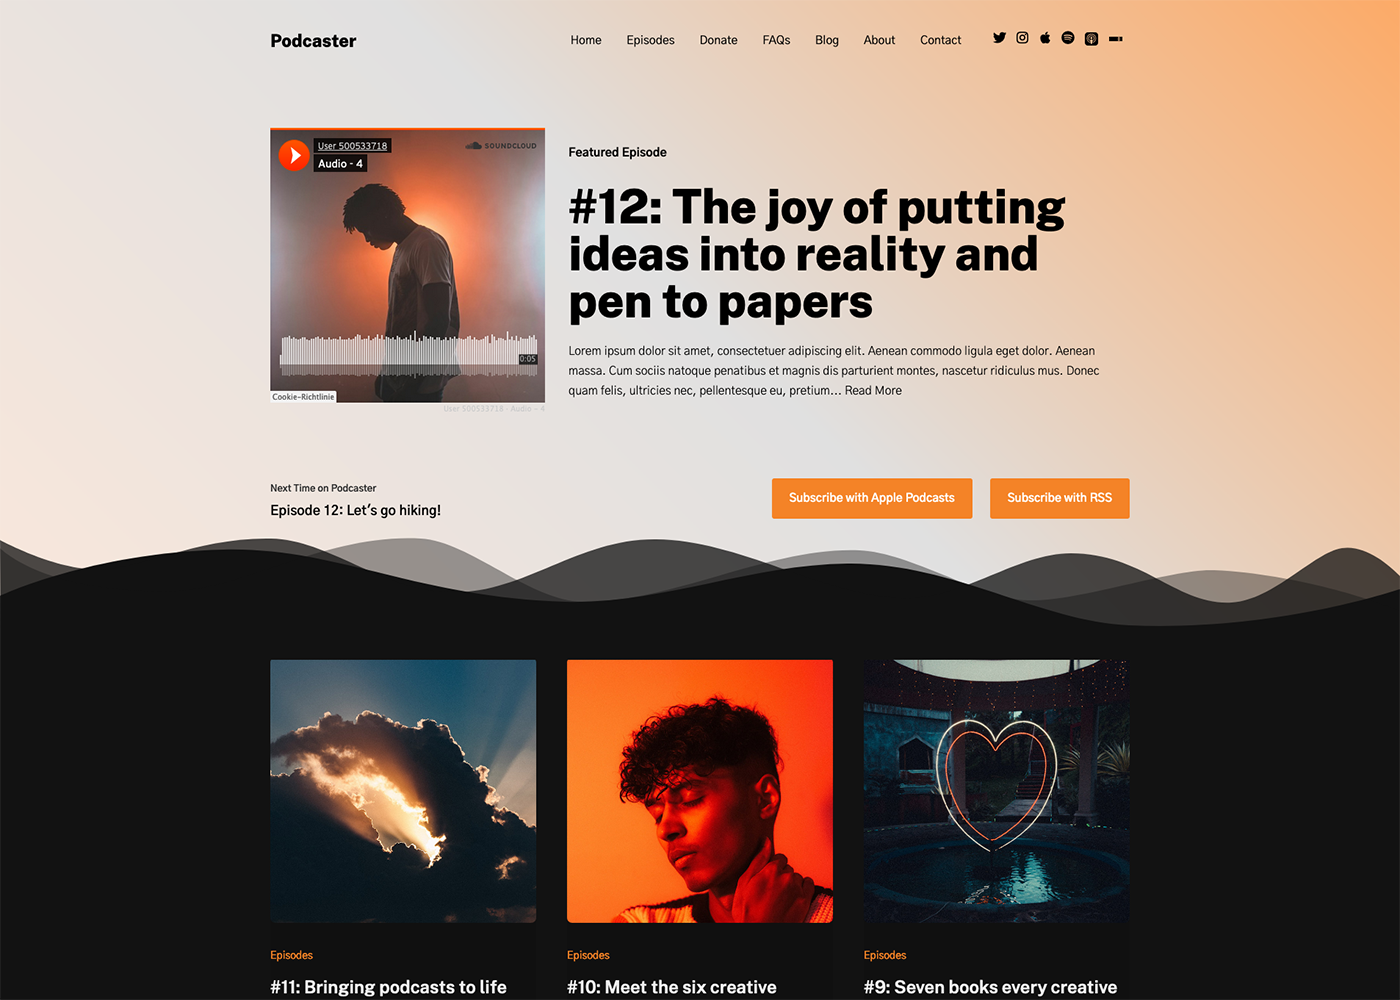 Podcaster
Home Episodes Donate FAQs Blog About Contact
User 500533718
Audio - 4
SOUNDCLOUD
0:05
Cookie-Richtlinie
User 500533718 · Audio - 4
Featured Episode
#12: The joy of putting
ideas into reality and
pen to papers
Lorem ipsum dolor sit amet, consectetuer adipiscing elit. Aenean commodo ligula eget dolor. Aenean
massa. Cum sociis natoque penatibus et magnis dis parturient montes, nascetur ridiculus mus. Donec
quam felis, ultricies nec, pellentesque eu, pretium... Read More
Next Time on Podcaster
Episode 12: Let's go hiking!
Subscribe with Apple Podcasts
Subscribe with RSS
Episodes
#11: Bringing podcasts to life
Episodes
#10: Meet the six creative
Episodes
#9: Seven books every creative